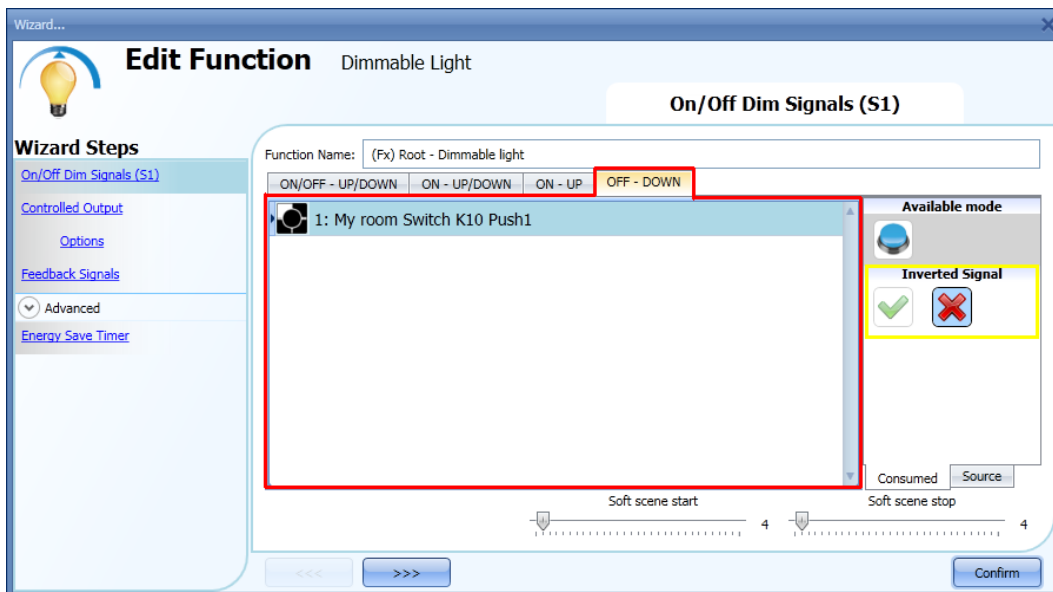 Wizard...
Edit Function Dimmable Light
On/Off Dim Signals (S1)
Wizard Steps
On/Off Dim Signals (S1)
Controlled Output
Options
Feedback Signals
Advanced
Energy Save Timer
Function Name: (Fx) Root - Dimmable light
ON/OFF - UP/DOWN ON - UP/DOWN ON - UP OFF - DOWN
1: My room Switch K10 Push1
Available mode
Inverted Signal
Consumed Source
Soft scene start 4
Soft scene stop 4
<<< >>> Confirm